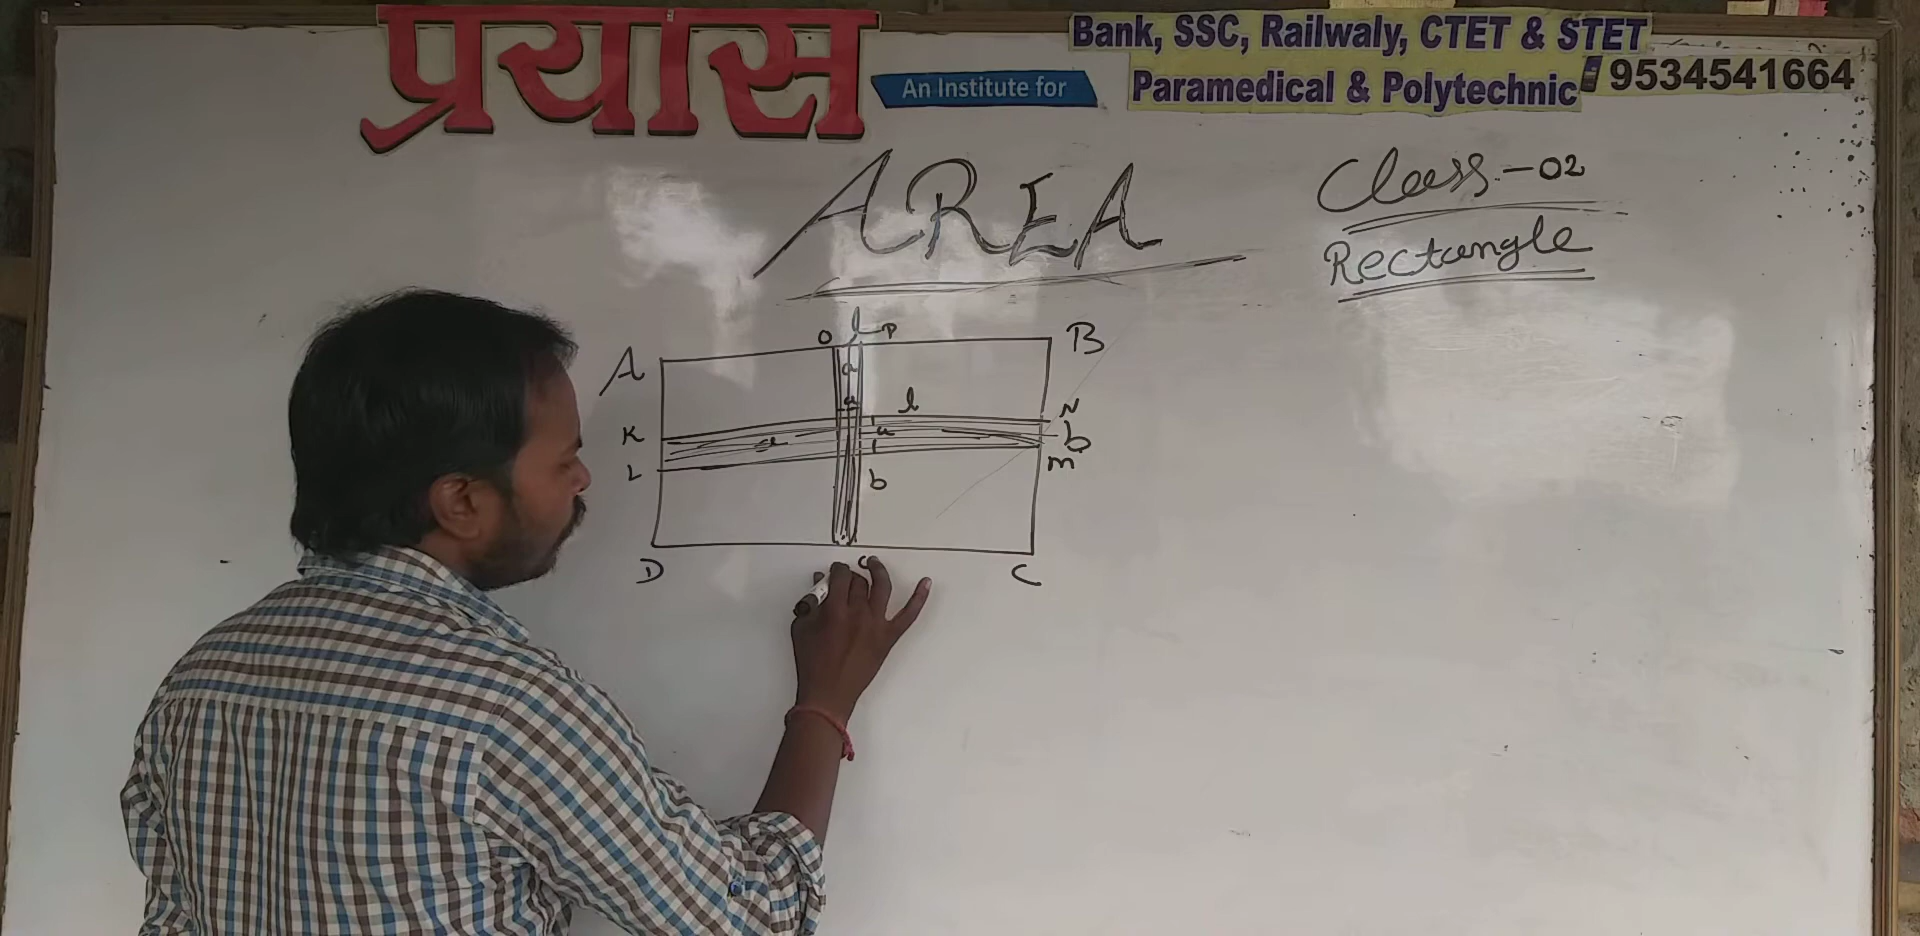 प्रयास
An Institute for
Bank, SSC, Railwaly, CTET & STET
Paramedical & Polytechnic
9534541664
AREA
Class-02
Rectangle
l
O P
A B
a
a l
K N
a a b
L M
b
D C